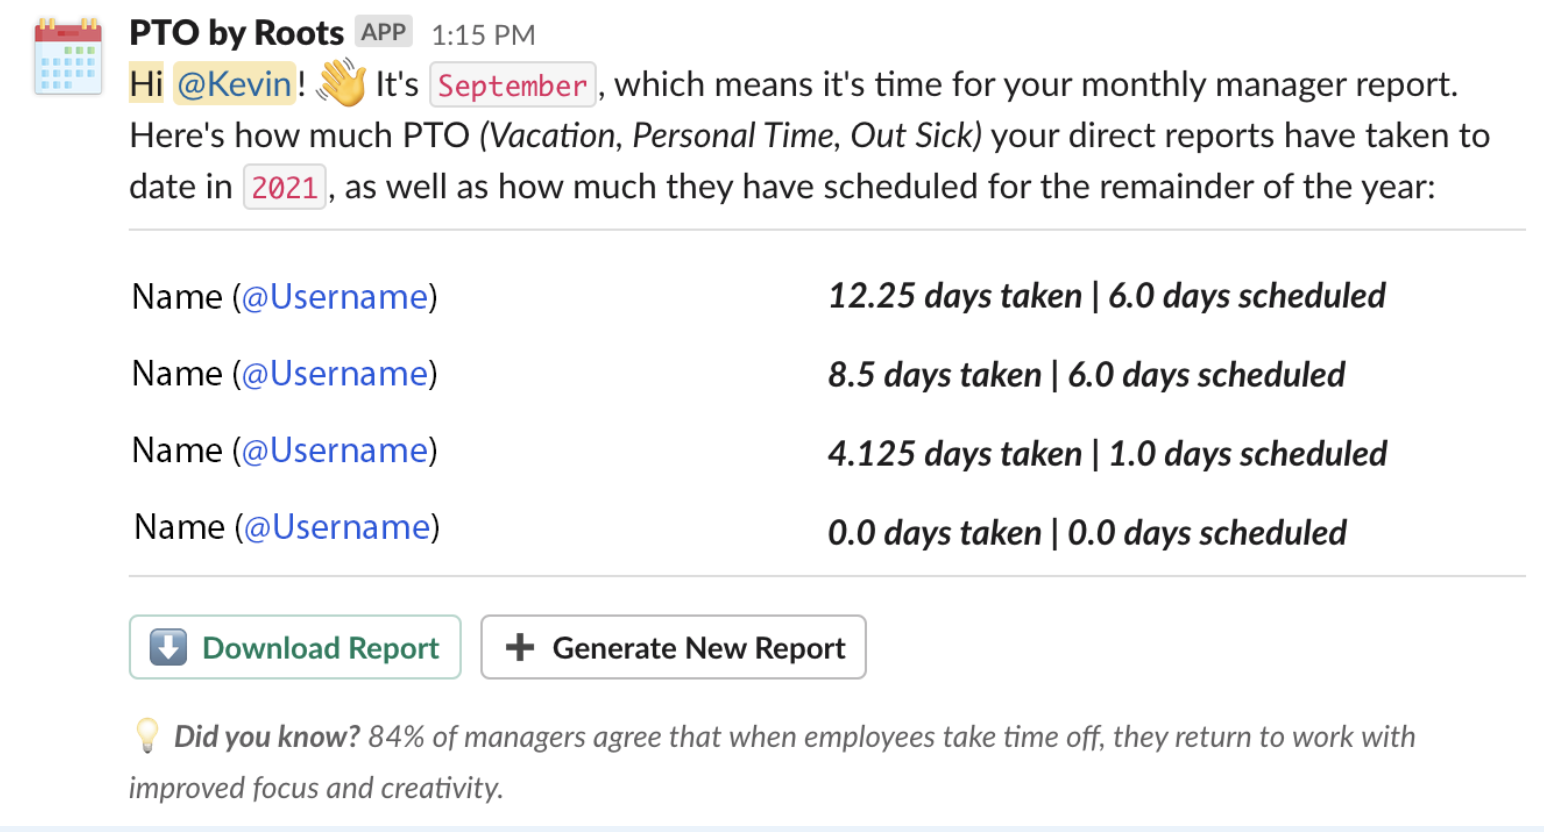 PTO by Roots APP 1:15 PM
Hi @Kevin! It's September, which means it's time for your monthly manager report.
Here's how much PTO (Vacation, Personal Time, Out Sick) your direct reports have taken to
date in 2021, as well as how much they have scheduled for the remainder of the year:
Name (@Username) 12.25 days taken | 6.0 days scheduled
Name (@Username) 8.5 days taken | 6.0 days scheduled
Name (@Username) 4.125 days taken | 1.0 days scheduled
Name (@Username) 0.0 days taken | 0.0 days scheduled
Download Report Generate New Report
Did you know? 84% of managers agree that when employees take time off, they return to work with
improved focus and creativity.